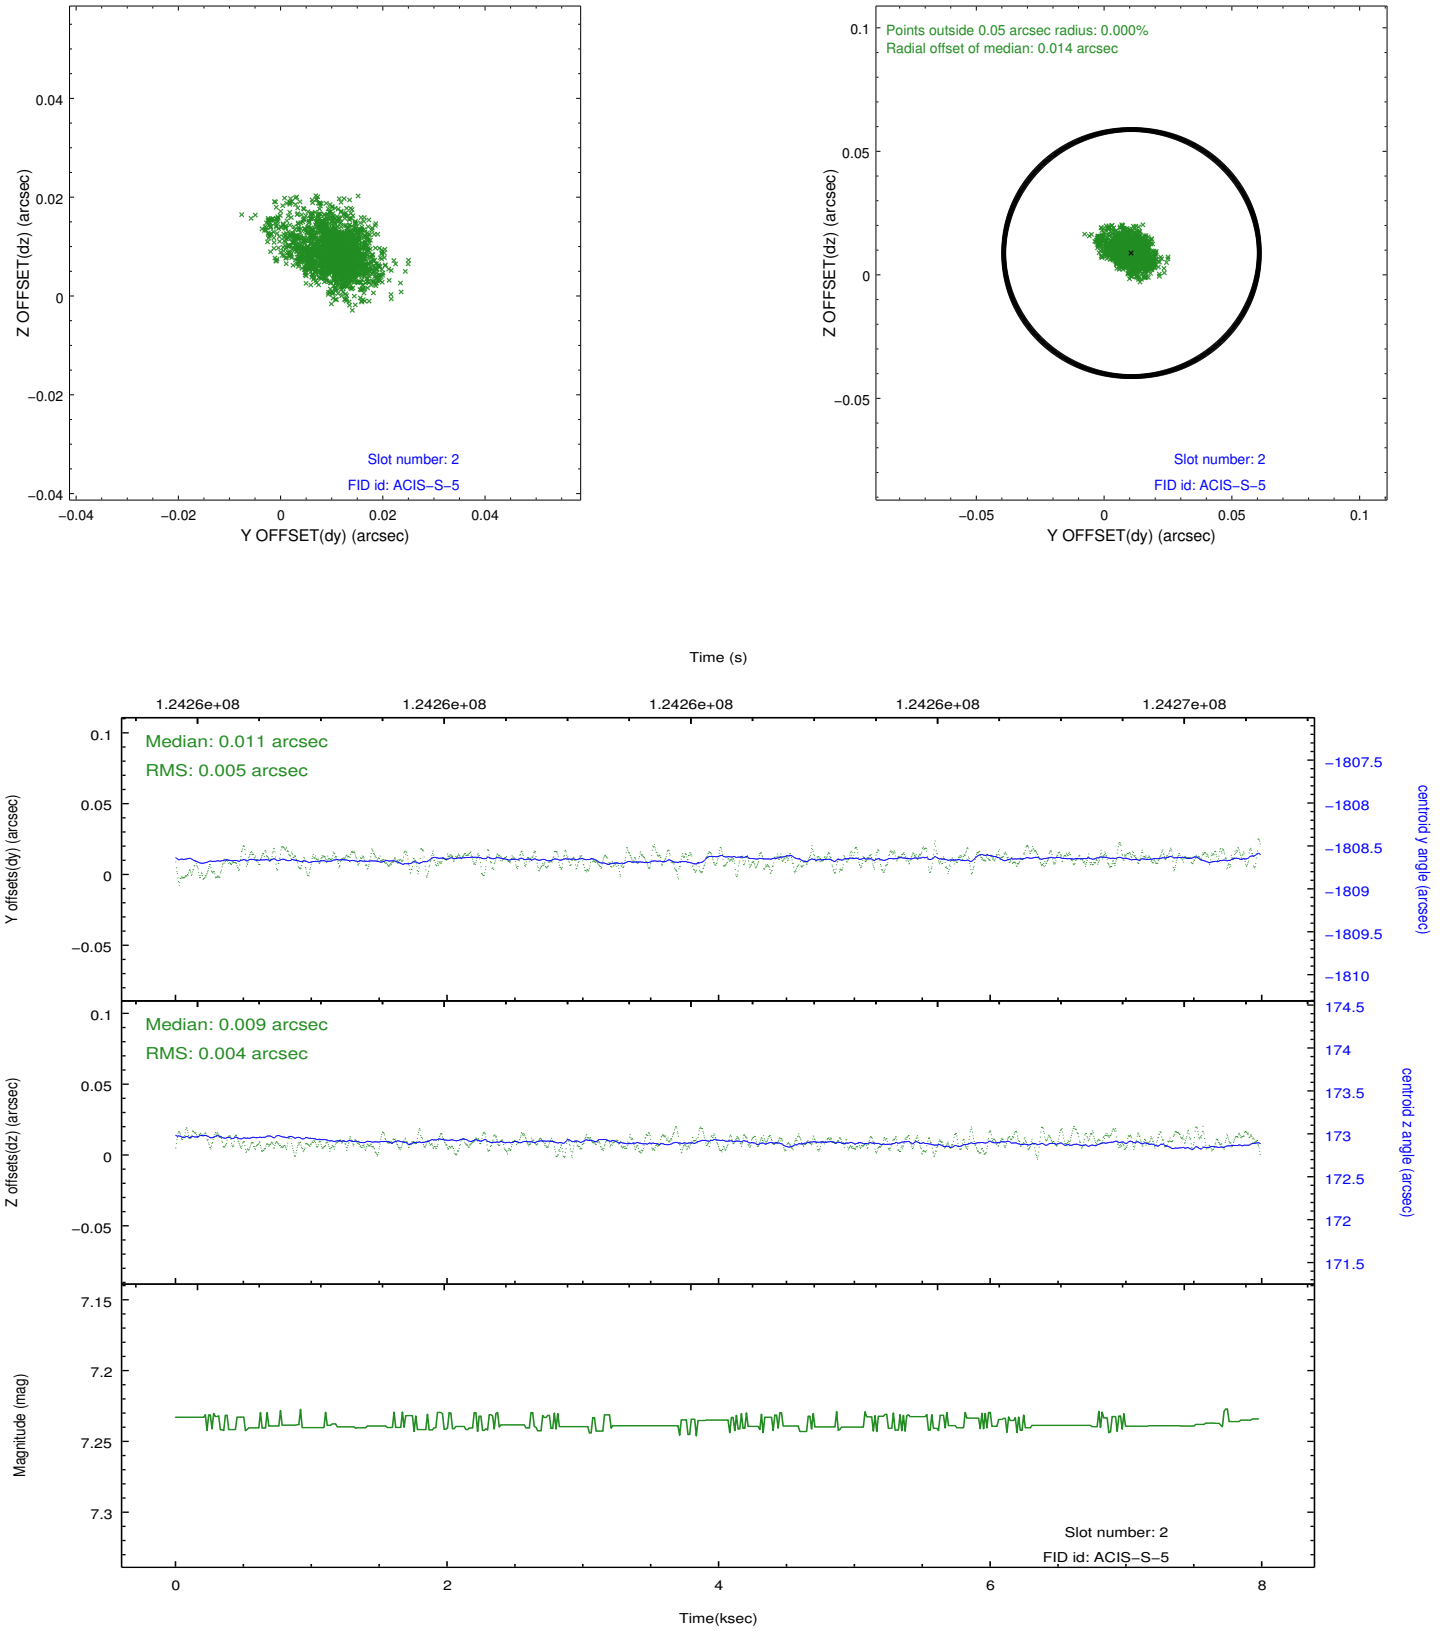 0.04
0.02
0
−0.02
−0.04
−0.04
−0.02
0
0.02
0.04
Z OFFSET(dz) (arcsec)
Y OFFSET(dy) (arcsec)
Slot number: 2
FID id: ACIS−S−5
Points outside 0.05 arcsec radius: 0.000%
Radial offset of median: 0.014 arcsec
0.1
0.05
0
−0.05
−0.05
0
0.05
0.1
Z OFFSET(dz) (arcsec)
Y OFFSET(dy) (arcsec)
Slot number: 2
FID id: ACIS−S−5
Time (s)
1.2426e+08
1.2426e+08
1.2426e+08
1.2426e+08
1.2427e+08
Median: 0.011 arcsec
RMS: 0.005 arcsec
0.1
0.05
0
−0.05
Y offsets(dy) (arcsec)
−1807.5
−1808
−1808.5
−1809
−1809.5
−1810
centroid y angle (arcsec)
Median: 0.009 arcsec
RMS: 0.004 arcsec
0.1
0.05
0
−0.05
Z offsets(dz) (arcsec)
174.5
174
173.5
173
172.5
172
171.5
centroid z angle (arcsec)
7.15
7.2
7.25
7.3
Magnitude (mag)
Slot number: 2
FID id: ACIS−S−5
0
2
4
6
8
Time(ksec)